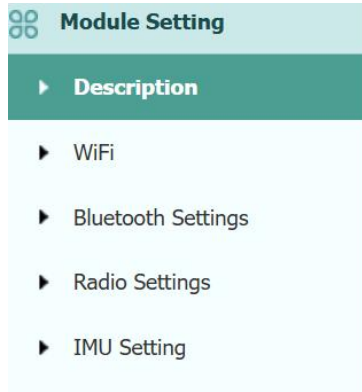 Module Setting
Description
WiFi
Bluetooth Settings
Radio Settings
IMU Setting